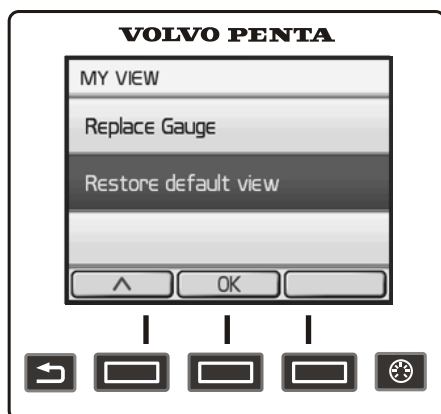 VOLVO PENTA
MY VIEW
Replace Gauge
Restore default view
OK